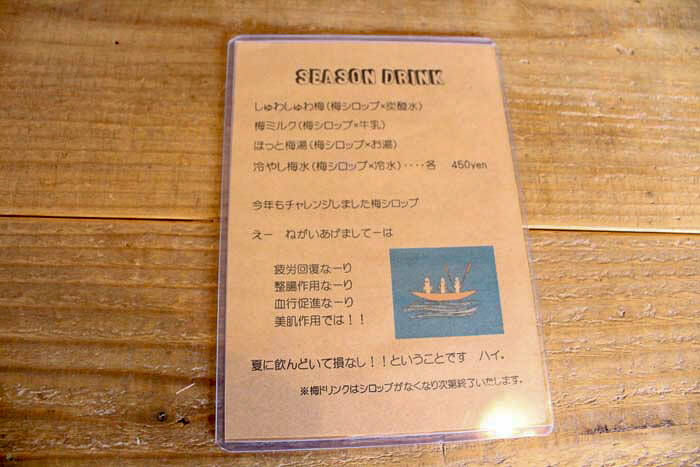 SEASON DRINK
しゅわしゅわ梅(梅シロップ×炭酸水)
梅ミルク(梅シロップ×牛乳)
ほっと梅湯(梅シロップ×お湯)
冷やし梅水(梅シロップ×冷水)‥‥各 450yen
今年もチャレンジしました梅シロップ
えー ねがいあげましてーは
疲労回復なーり
整腸作用なーり
血行促進なーり
美肌作用では!!
夏に飲んどいて損なし!!ということです ハイ。
※梅ドリンクはシロップがなくなり次第終了いたします。